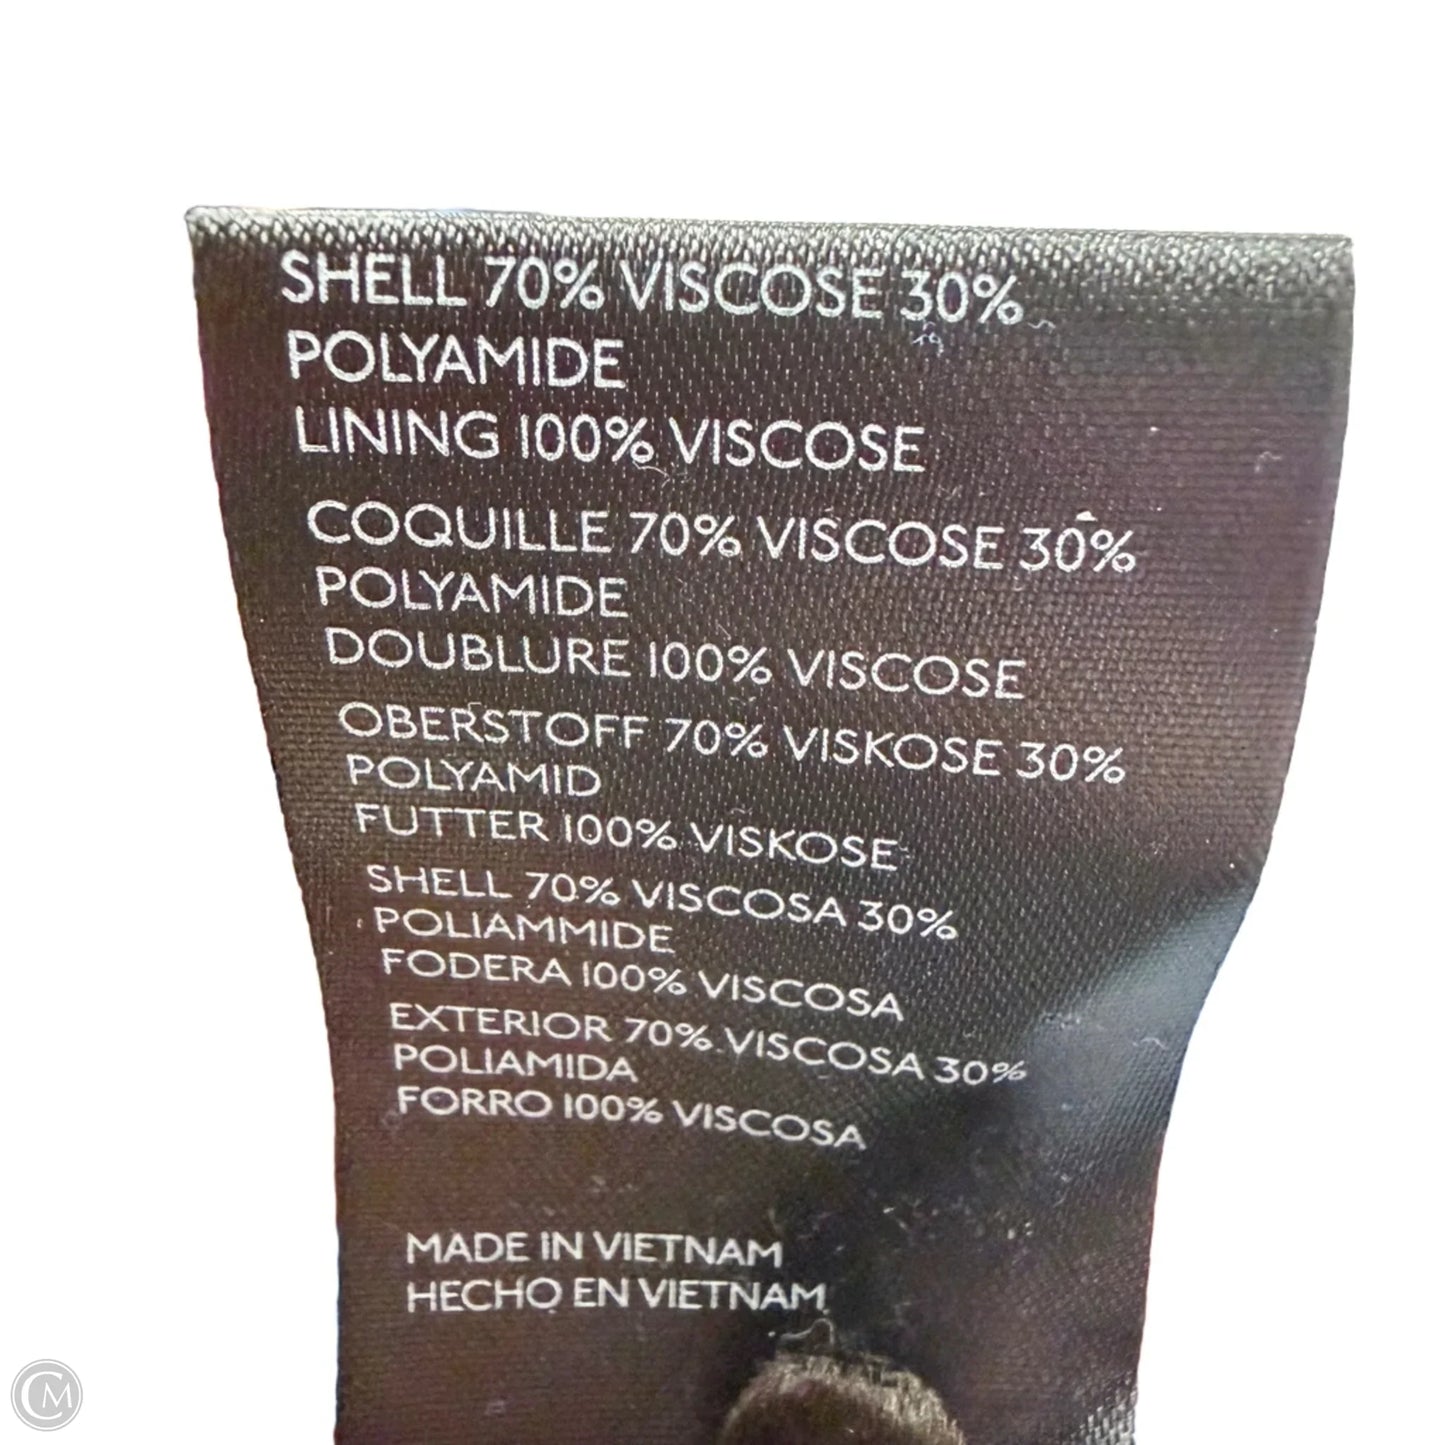 SHELL 70% VISCOSE 30%
POLYAMIDE
LINING 100% VISCOSE
COQUILLE 70% VISCOSE 30%
POLYAMIDE
DOUBLURE 100% VISCOSE
OBERSTOFF 70% VISKOSE 30%
POLYAMID
FUTTER 100% VISKOSE
SHELL 70% VISCOSA 30%
POLIAMMIDE
FODERA 100% VISCOSA
EXTERIOR 70% VISCOSA 30%
POLIAMIDA
FORRO 100% VISCOSA
MADE IN VIETNAM
HECHO EN VIETNAM
CM